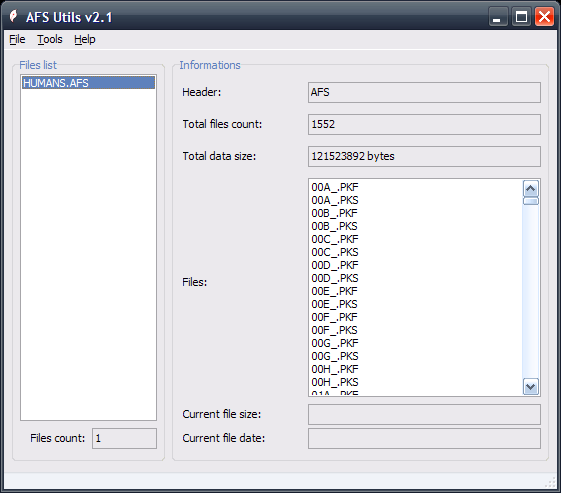 AFS Utils v2.1
File Tools Help
Files list
HUMANS.AFS
Files count: 1
Informations
Header: AFS
Total files count: 1552
Total data size: 121523892 bytes
Files:
00A_.PKF
00A_.PKS
00B_.PKF
00B_.PKS
00C_.PKF
00C_.PKS
00D_.PKF
00D_.PKS
00E_.PKF
00E_.PKS
00F_.PKF
00F_.PKS
00G_.PKF
00G_.PKS
00H_.PKF
00H_.PKS
01A_.PKF
Current file size:
Current file date: